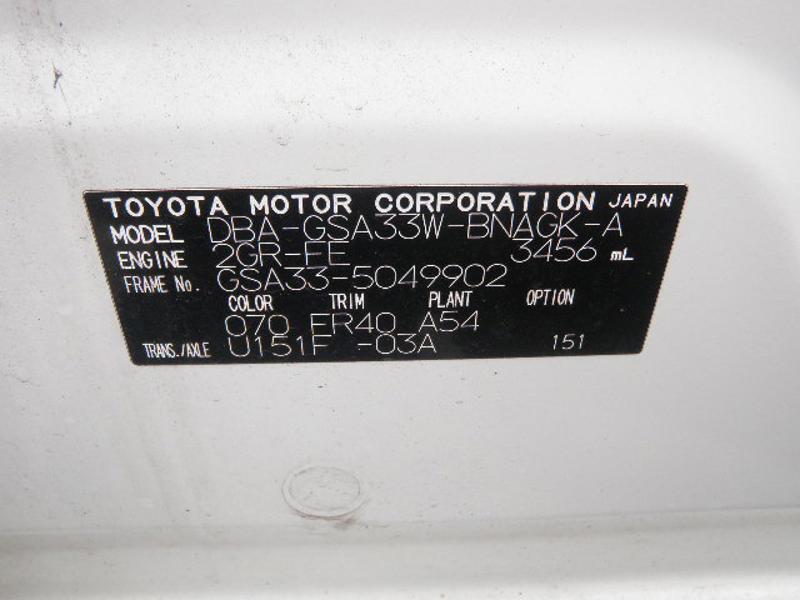 TOYOTA MOTOR CORPORATION JAPAN
MODEL DBA-GSA33W-BNAGK-A
ENGINE 2GR-FE 3456 mL
FRAME No. GSA33-5049902
COLOR TRIM PLANT OPTION
070 FR40 A54
TRANS./AXLE U151F -03A 151